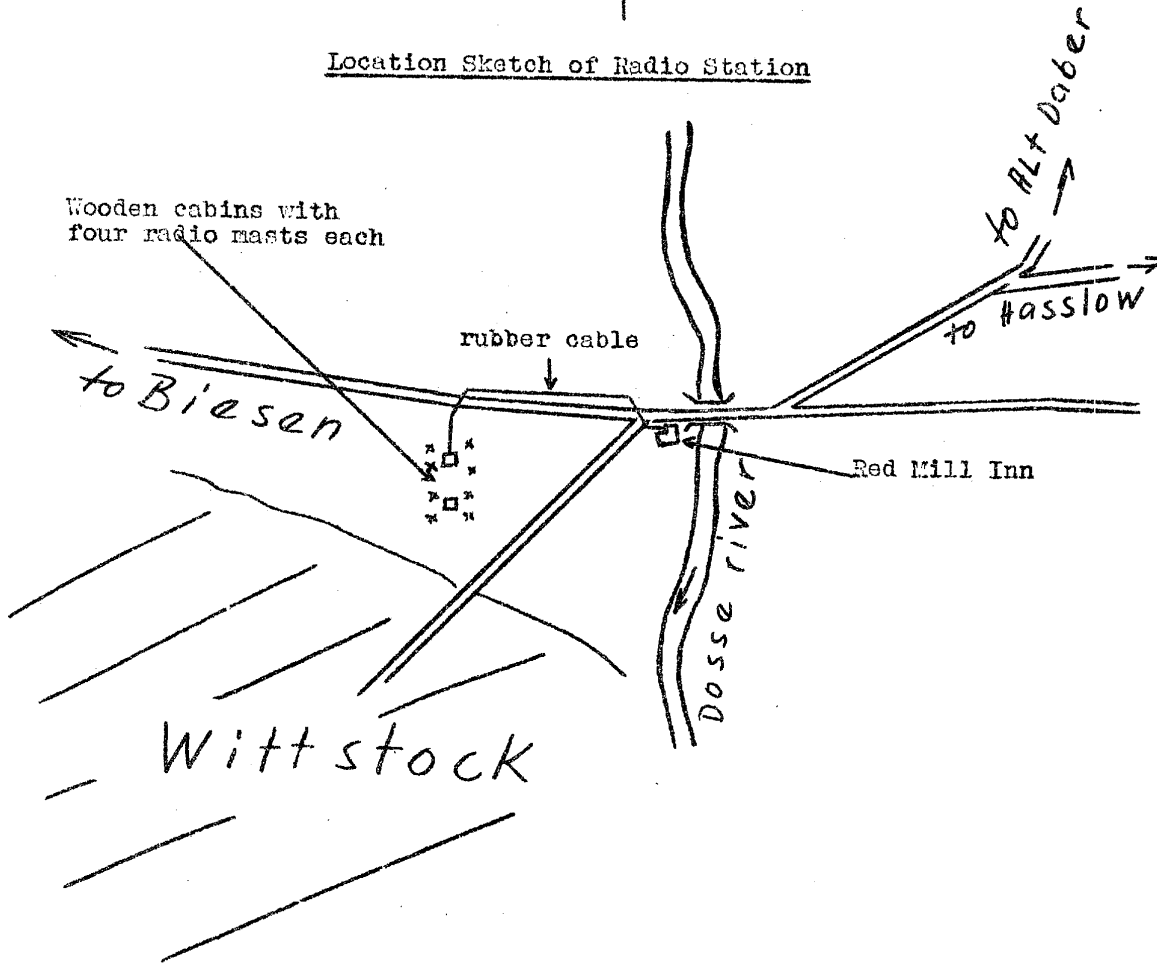 Location Sketch of Radio Station
to ALt Daber
Wooden cabins with
four radio masts each
to Hasslow
rubber cable
to Biesen
Red Mill Inn
Dosse river
Wittstock